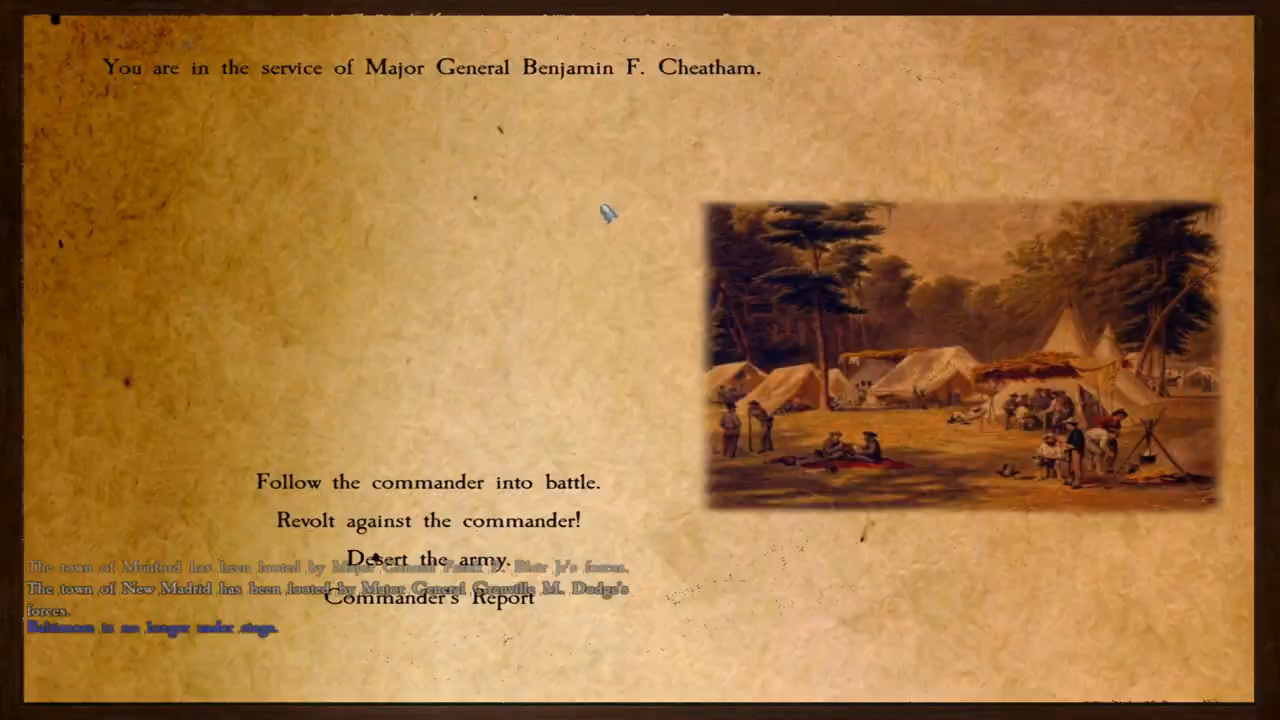 You are in the service of Major General Benjamin F. Cheatham.
Follow the commander into battle.
Revolt against the commander!
Desert the army.
The town of Munford has been looted by Major General Blair Jr's forces.
The town of New Madrid has been looted by Major General Grenville M. Dodge's
forces.
Commander's Report
Baltimore is no longer under siege.